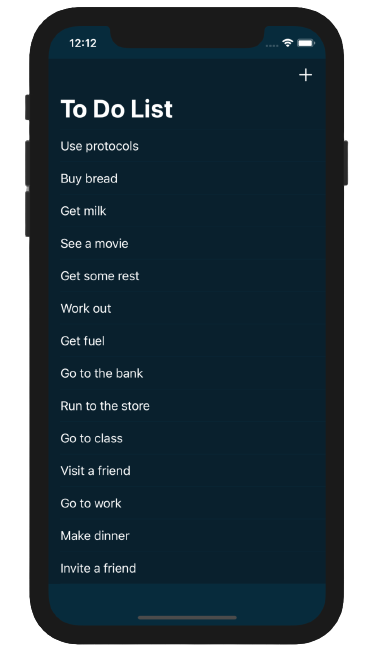 12:12
To Do List
Use protocols
Buy bread
Get milk
See a movie
Get some rest
Work out
Get fuel
Go to the bank
Run to the store
Go to class
Visit a friend
Go to work
Make dinner
Invite a friend